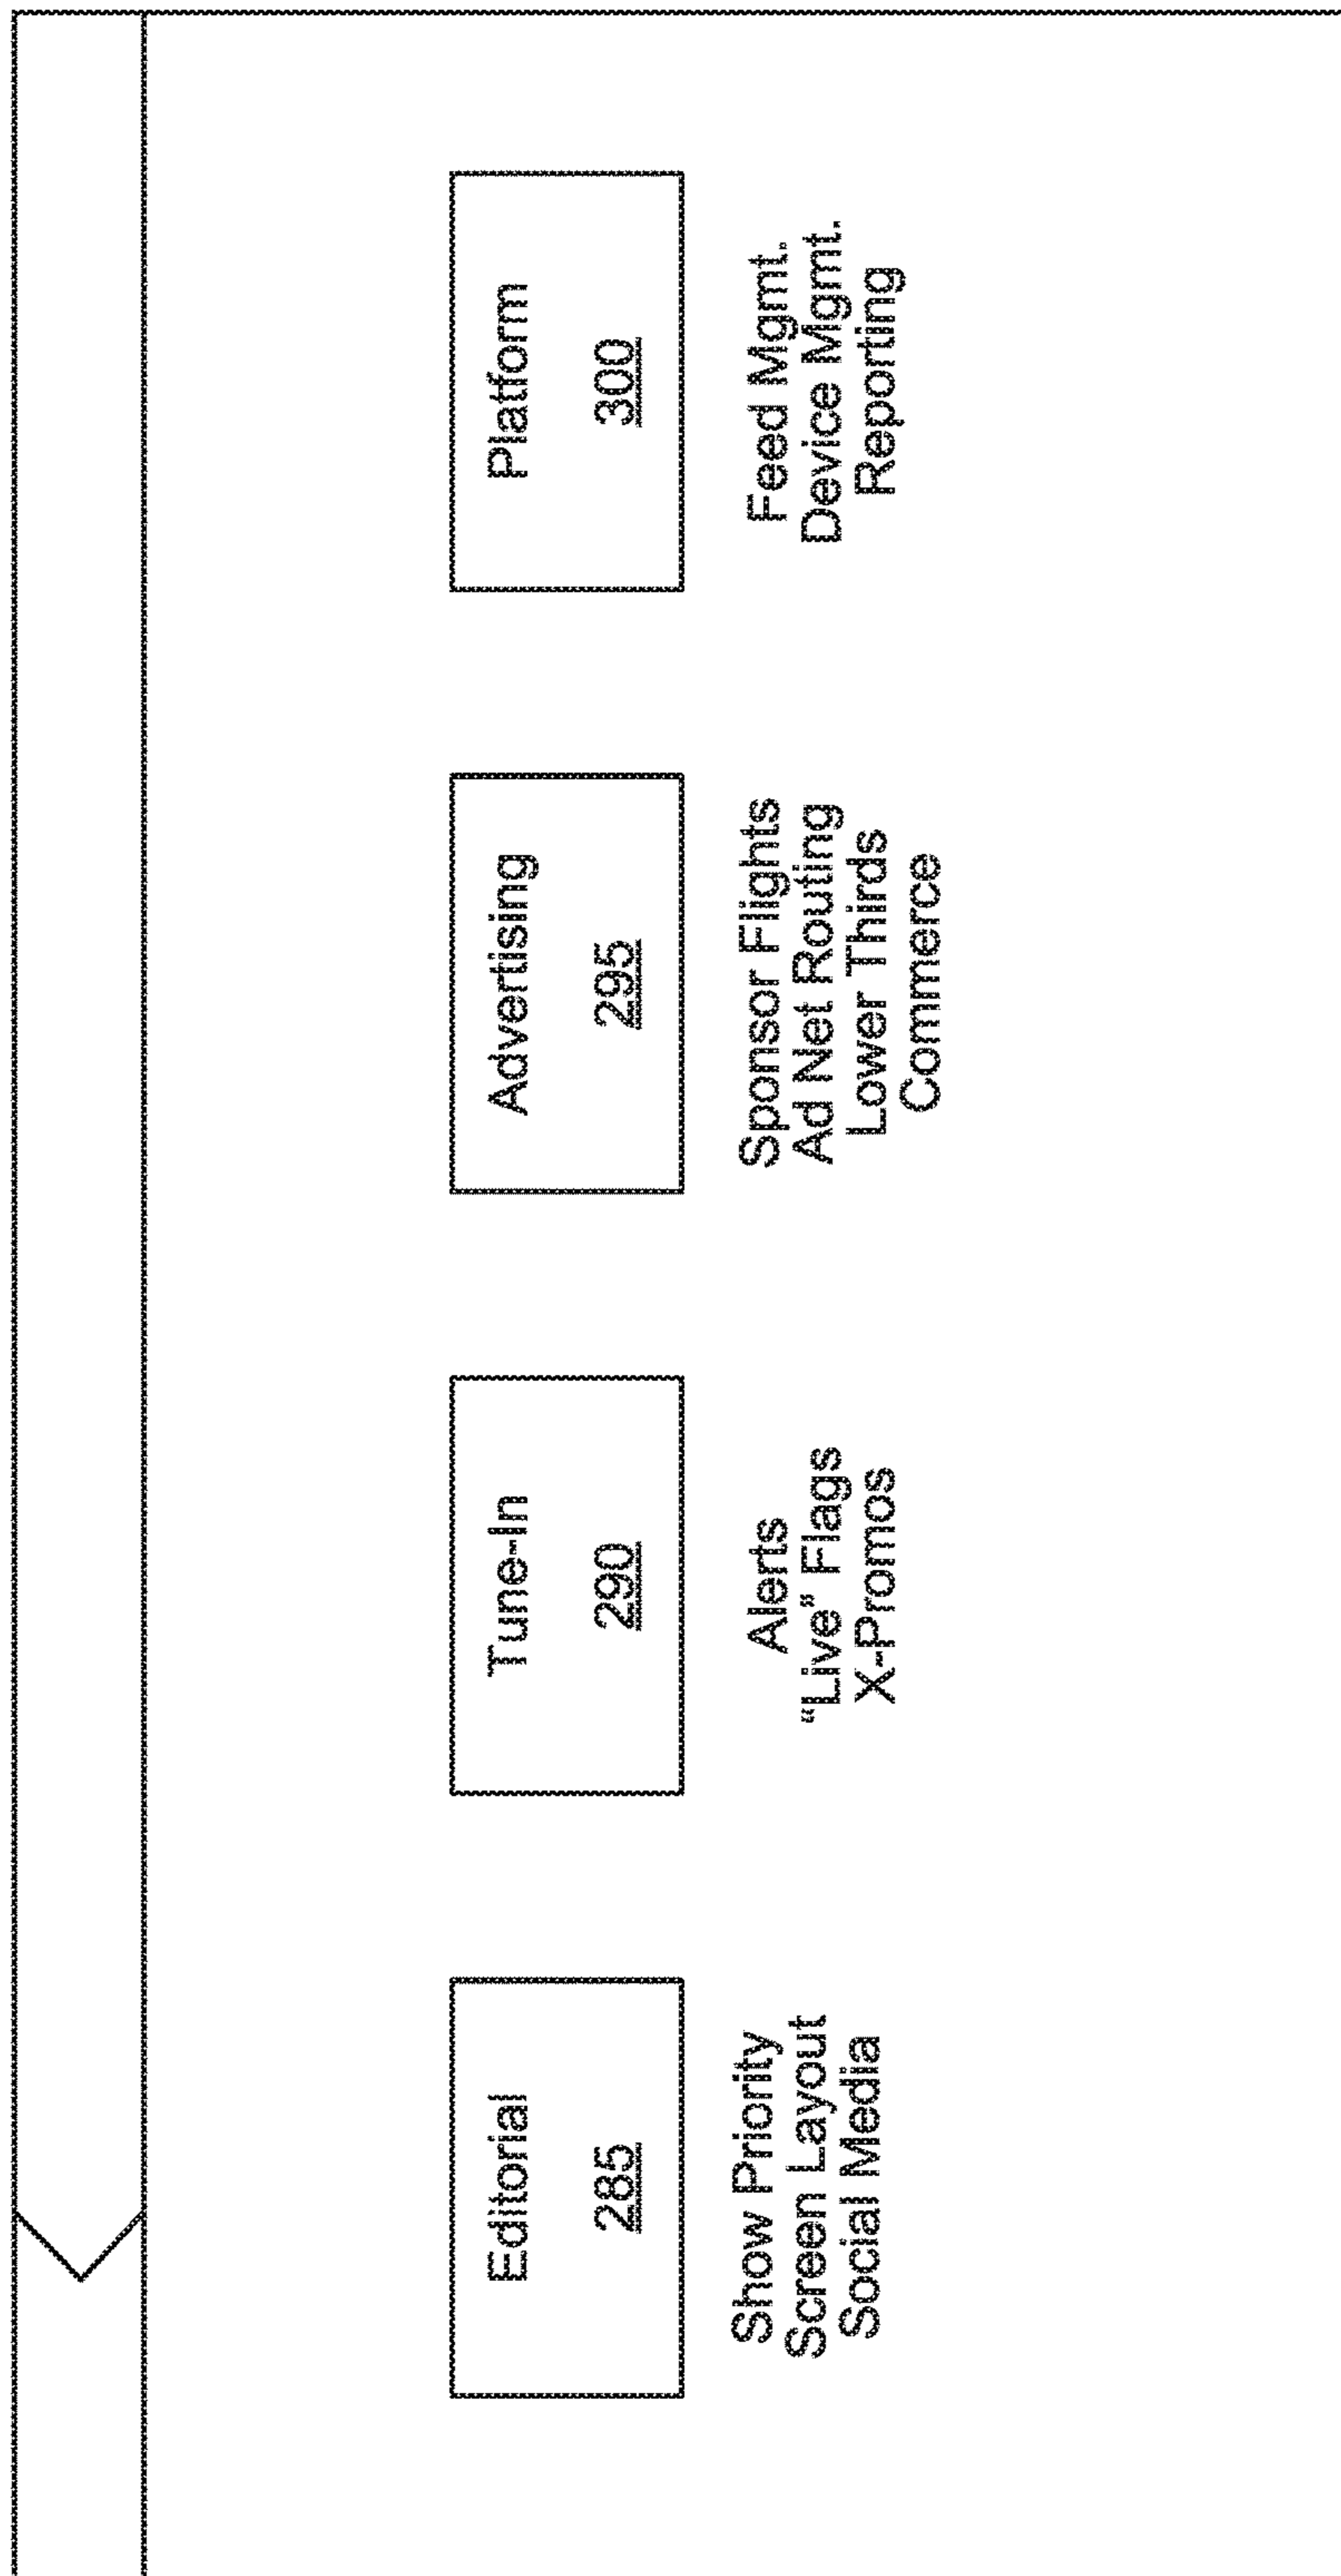 Editorial
285
Show Priority
Screen Layout
Social Media
Tune-In
290
Alerts
“Live” Flags
X-Promos
Advertising
295
Sponsor Flights
Ad Net Routing
Lower Thirds
Commerce
Platform
300
Feed Mgmt.
Device Mgmt.
Reporting